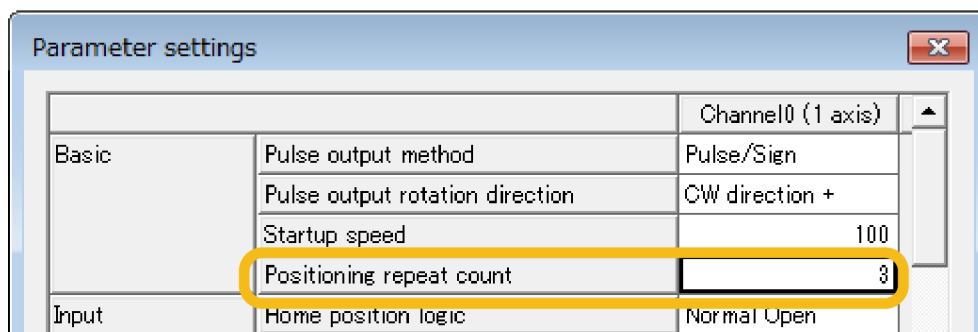 Parameter settings
Channel0 (1 axis)
Basic Pulse output method Pulse/Sign
Pulse output rotation direction CW direction +
Startup speed 100
Positioning repeat count 3
Input Home position logic Normal Open